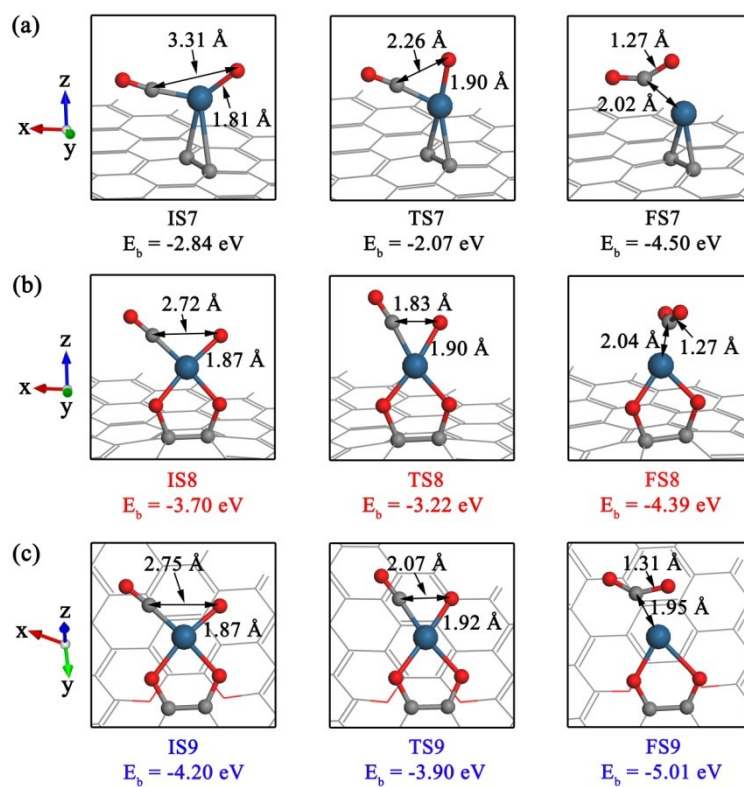 (a)
z
x
y
3.31 Å
1.81 Å
2.26 Å
1.90 Å
1.27 Å
2.02 Å
IS7
E_b = -2.84 eV
TS7
E_b = -2.07 eV
FS7
E_b = -4.50 eV
(b)
z
x
y
2.72 Å
1.87 Å
1.83 Å
1.90 Å
2.04 Å
1.27 Å
IS8
E_b = -3.70 eV
TS8
E_b = -3.22 eV
FS8
E_b = -4.39 eV
(c)
z
x
y
2.75 Å
1.87 Å
2.07 Å
1.92 Å
1.31 Å
1.95 Å
IS9
E_b = -4.20 eV
TS9
E_b = -3.90 eV
FS9
E_b = -5.01 eV